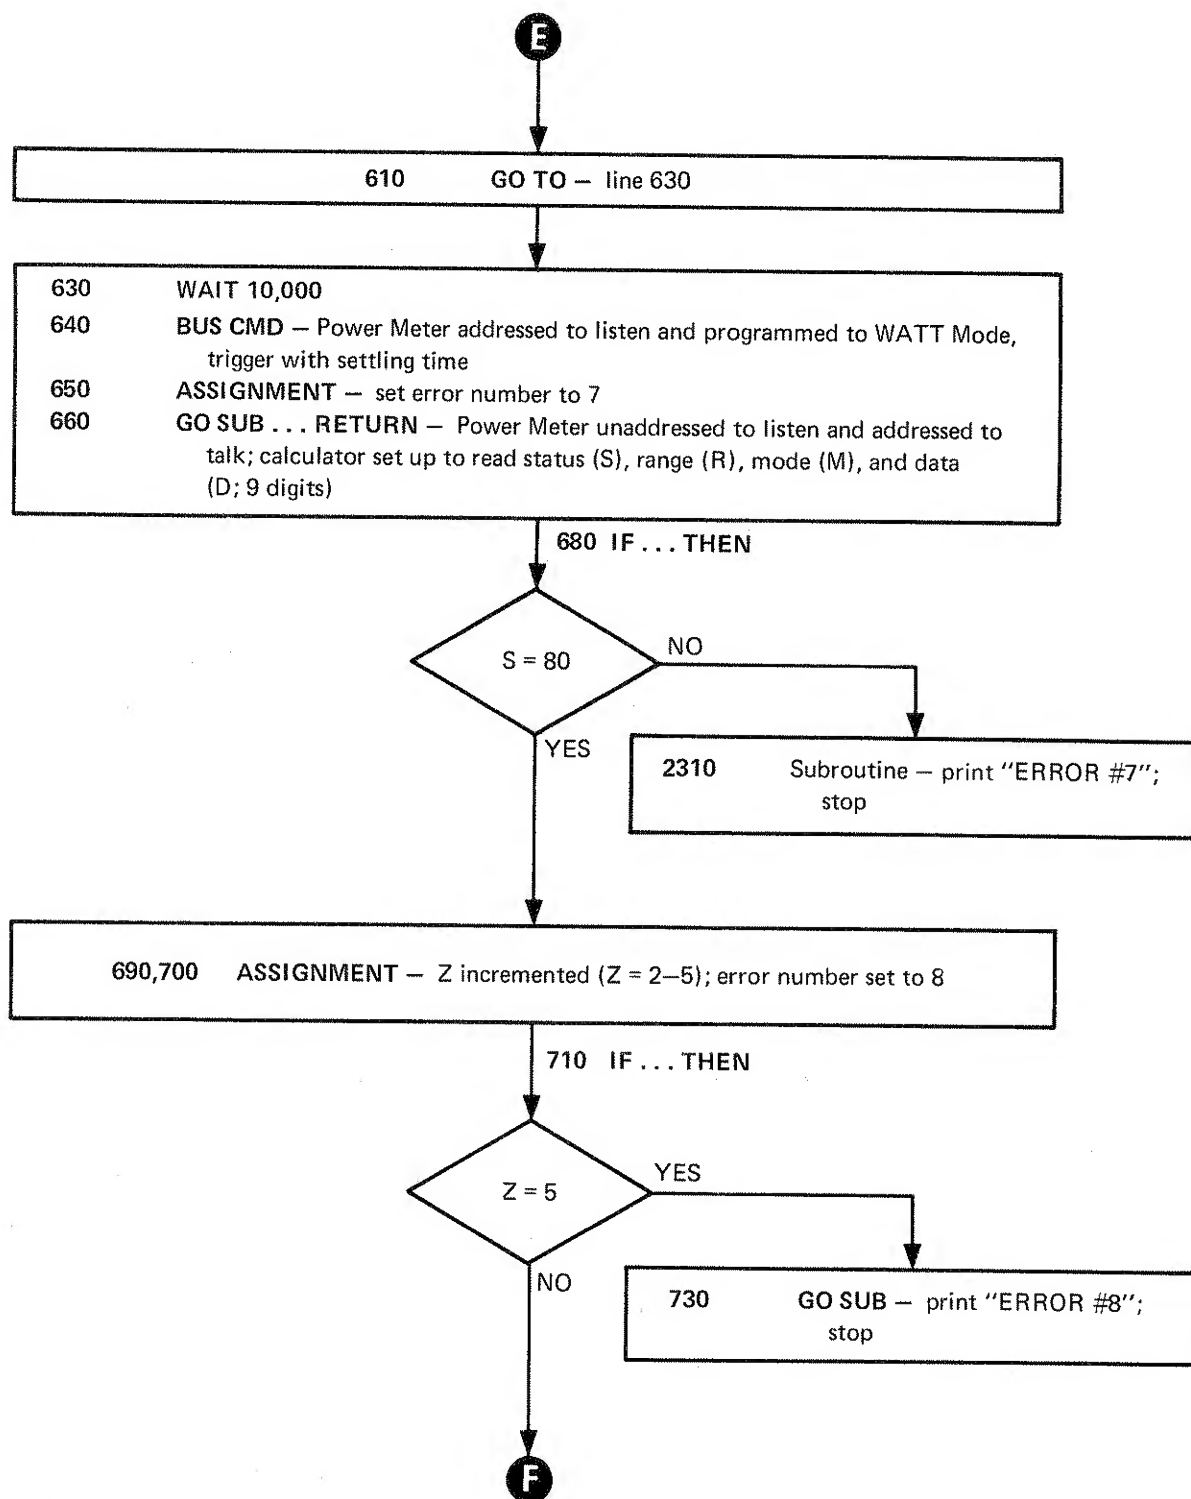 E
610 GO TO — line 630
630 WAIT 10,000
640 BUS CMD — Power Meter addressed to listen and programmed to WATT Mode,
trigger with settling time
650 ASSIGNMENT — set error number to 7
660 GO SUB . . . RETURN — Power Meter unaddressed to listen and addressed to
talk; calculator set up to read status (S), range (R), mode (M), and data
(D; 9 digits)
680 IF . . . THEN
S = 80
NO
YES
2310 Subroutine — print "ERROR #7";
stop
690,700 ASSIGNMENT — Z incremented (Z = 2–5); error number set to 8
710 IF . . . THEN
Z = 5
YES
NO
730 GO SUB — print "ERROR #8";
stop
F